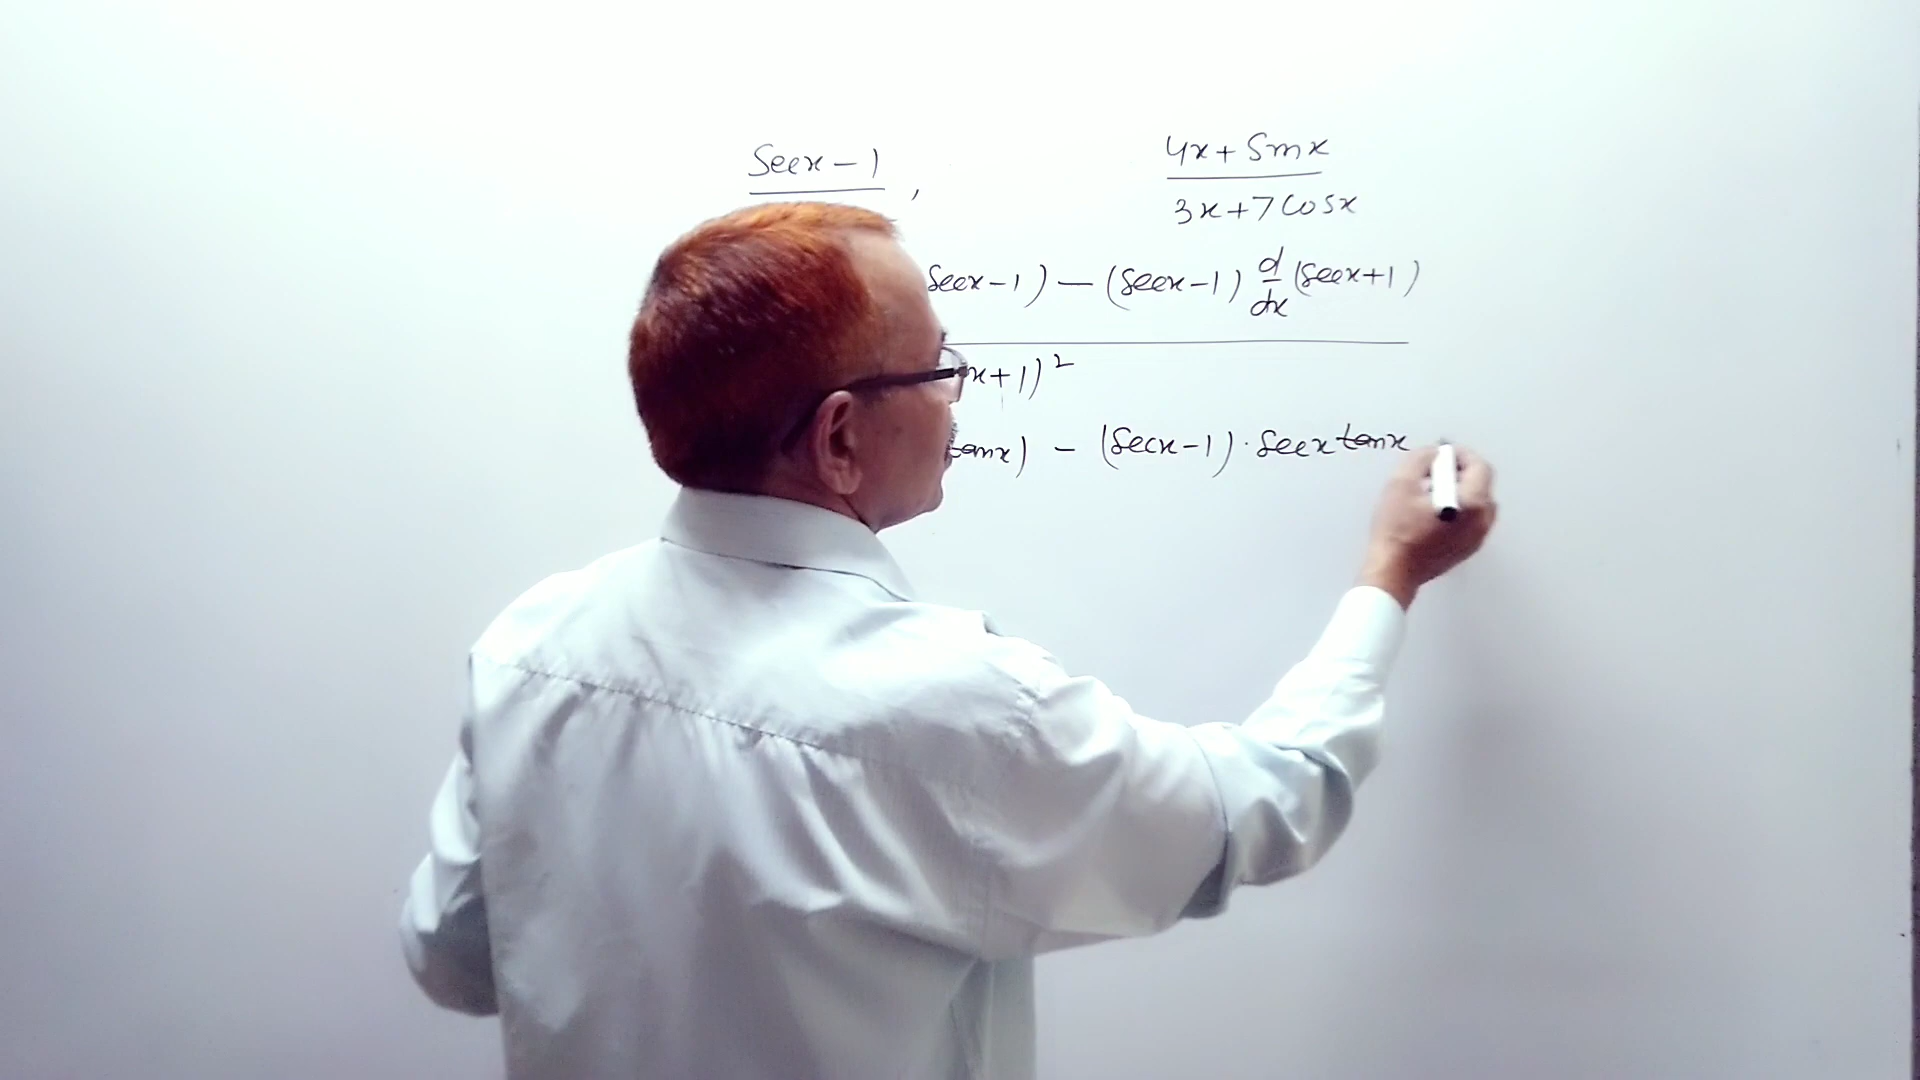 Secx - 1 ,
4x + Sinx
3x + 7 Cosx
Secx - 1) - (Secx - 1) d/dx (Secx + 1)
x + 1)²
tanx) - (Secx - 1) · Secx tanx